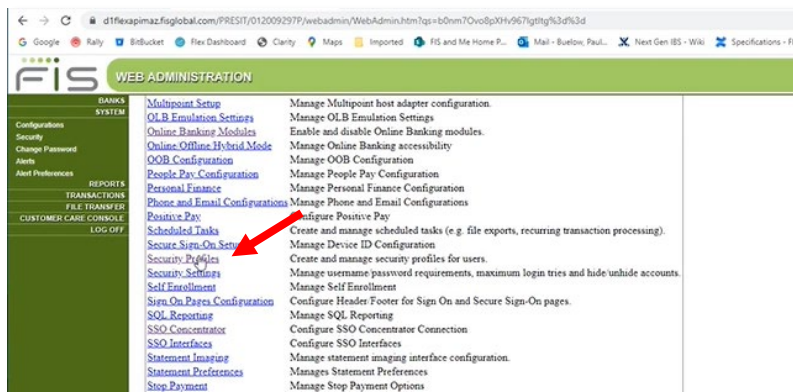 d1flexapimaz.fisglobal.com/PRESIT/012009297P/webadmin/WebAdmin.htm?qs=b0nm7Ovo8pXHv967lgtltg%3d%3d
Google Rally BitBucket Flex Dashboard Clarity Maps Imported FIS and Me Home P... Mail - Buelow, Paul... Next Gen IBS - Wiki Specifications - F
FIS WEB ADMINISTRATION
BANKS
SYSTEM
Configurations
Security
Change Password
Alerts
Alert Preferences
REPORTS
TRANSACTIONS
FILE TRANSFER
CUSTOMER CARE CONSOLE
LOG OFF
Multipoint Setup Manage Multipoint host adapter configuration.
OLB Emulation Settings Manage OLB Emulation Settings
Online Banking Modules Enable and disable Online Banking modules.
Online/Offline Hybrid Mode Manage Online Banking accessibility
OOB Configuration Manage OOB Configuration
People Pay Configuration Manage People Pay Configuration
Personal Finance Manage Personal Finance Configuration
Phone and Email Configurations Manage Phone and Email Configurations
Positive Pay Configure Positive Pay
Scheduled Tasks Create and manage scheduled tasks (e.g. file exports, recurring transaction processing).
Secure Sign-On Setup Manage Device ID Configuration
Security Profiles Create and manage security profiles for users.
Security Settings Manage username/password requirements, maximum login tries and hide/unhide accounts.
Self Enrollment Manage Self Enrollment
Sign On Pages Configuration Configure Header/Footer for Sign On and Secure Sign-On pages.
SQL Reporting Manage SQL Reporting
SSO Concentrator Configure SSO Concentrator Connection
SSO Interfaces Configure SSO Interfaces
Statement Imaging Manage statement imaging interface configuration.
Statement Preferences Manages Statement Preferences
Stop Payment Manage Stop Payment Options